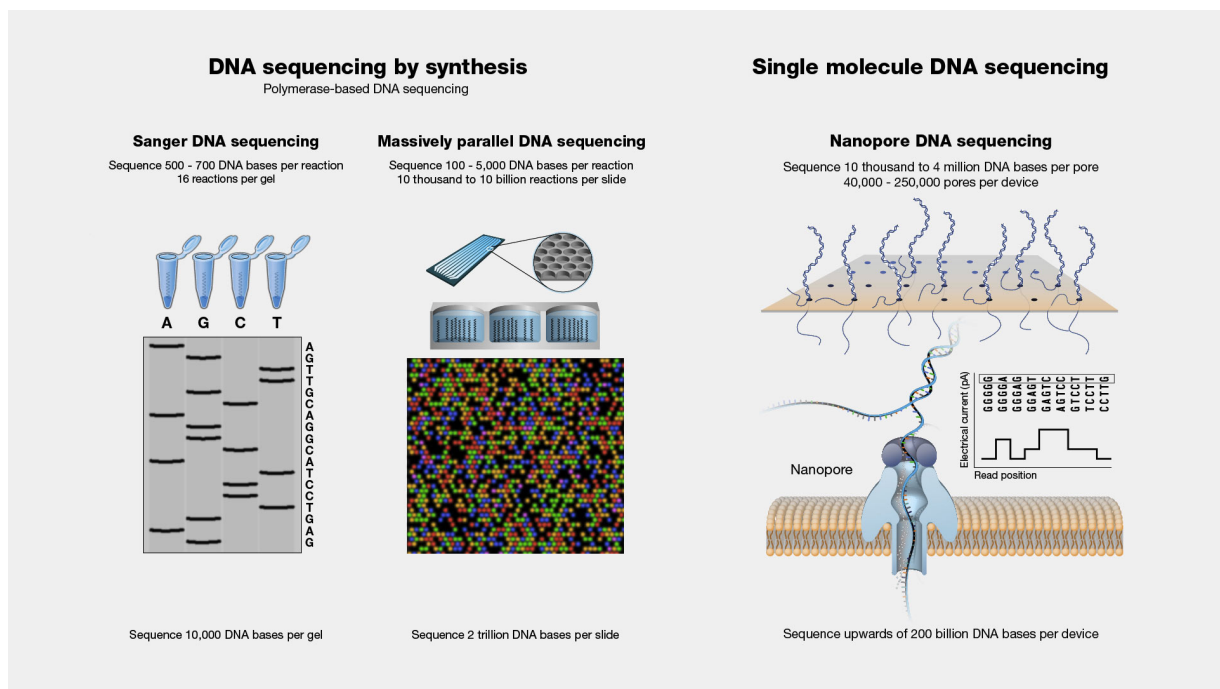 DNA sequencing by synthesis
Polymerase-based DNA sequencing
Sanger DNA sequencing
Sequence 500 - 700 DNA bases per reaction
16 reactions per gel
A G C T
A
G
T
T
G
C
A
G
G
C
A
T
C
C
T
G
A
G
Sequence 10,000 DNA bases per gel
Massively parallel DNA sequencing
Sequence 100 - 5,000 DNA bases per reaction
10 thousand to 10 billion reactions per slide
Sequence 2 trillion DNA bases per slide
Single molecule DNA sequencing
Nanopore DNA sequencing
Sequence 10 thousand to 4 million DNA bases per pore
40,000 - 250,000 pores per device
Electrical current (pA)
GGGGG
GGGGA
GGGAG
GGAGT
GAGTC
AGTCC
GTCCT
TCCTT
CCTTG
Read position
Nanopore
Sequence upwards of 200 billion DNA bases per device